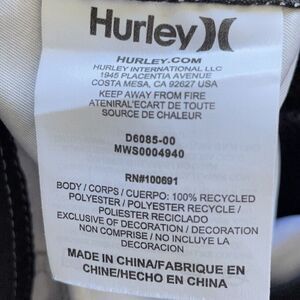 Hurley
HURLEY.COM
HURLEY INTERNATIONAL LLC
1945 PLACENTIA AVENUE
COSTA MESA, CA 92627 USA
KEEP AWAY FROM FIRE
ATENIRAL'ECART DE TOUTE
SOURCE DE CHALEUR
D6085-00
MWS0004940
RN#100691
BODY / CORPS / CUERPO: 100% RECYCLED
POLYESTER / POLYESTER RECYCLE /
POLIESTER RECICLADO
EXCLUSIVE OF DECORATION / DECORATION
NON COMPRISE / NO INCLUYE LA
DECORACION
MADE IN CHINA/FABRIQUE EN
CHINE/HECHO EN CHINA